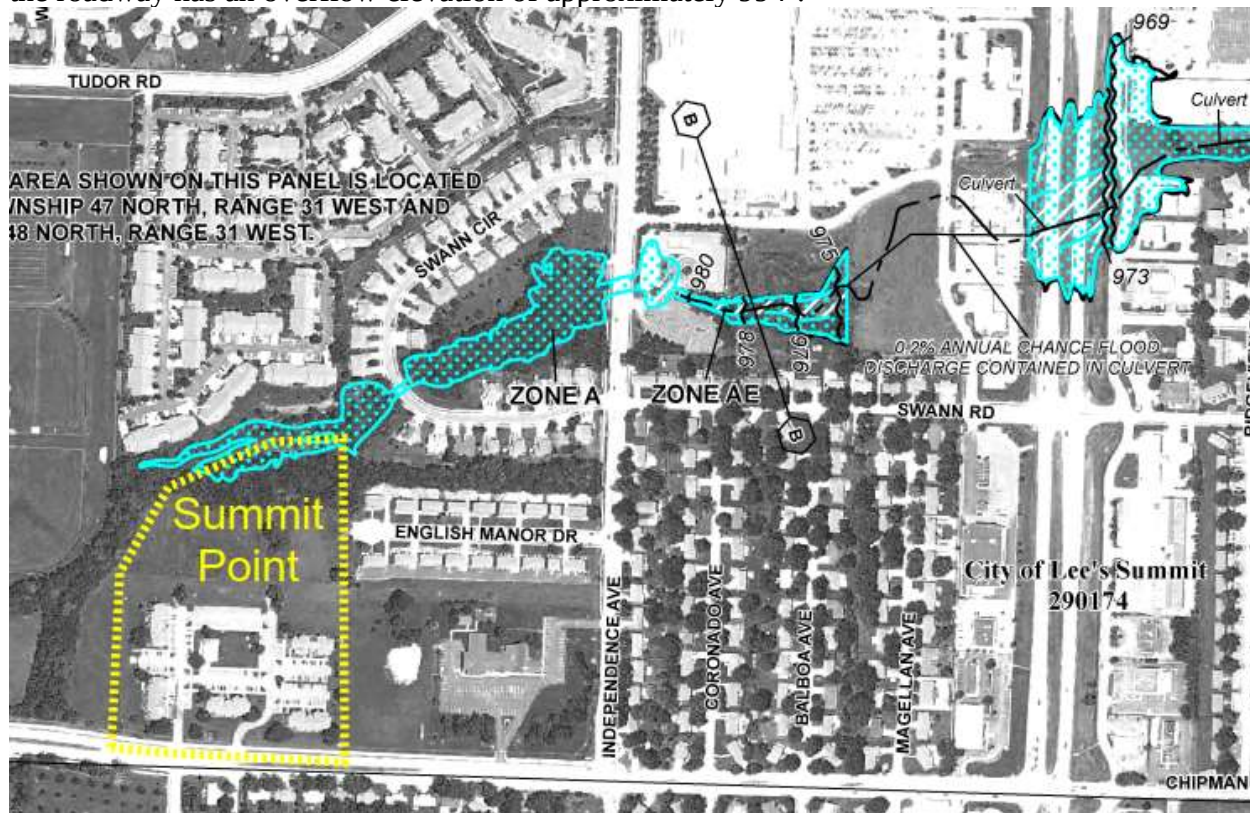 TUDOR RD
969
Culvert
AREA SHOWN ON THIS PANEL IS LOCATED
WNSHIP 47 NORTH, RANGE 31 WEST AND
48 NORTH, RANGE 31 WEST.
B
Culvert
SWANN CIR
975
980
973
978
976
0.2% ANNUAL CHANCE FLOOD
DISCHARGE CONTAINED IN CULVERT
ZONE A
ZONE AE
SWANN RD
B
Summit
Point
ENGLISH MANOR DR
City of Lee's Summit
290174
INDEPENDENCE AVE
CORONADO AVE
BALBOA AVE
MAGELLAN AVE
CHIPMAN